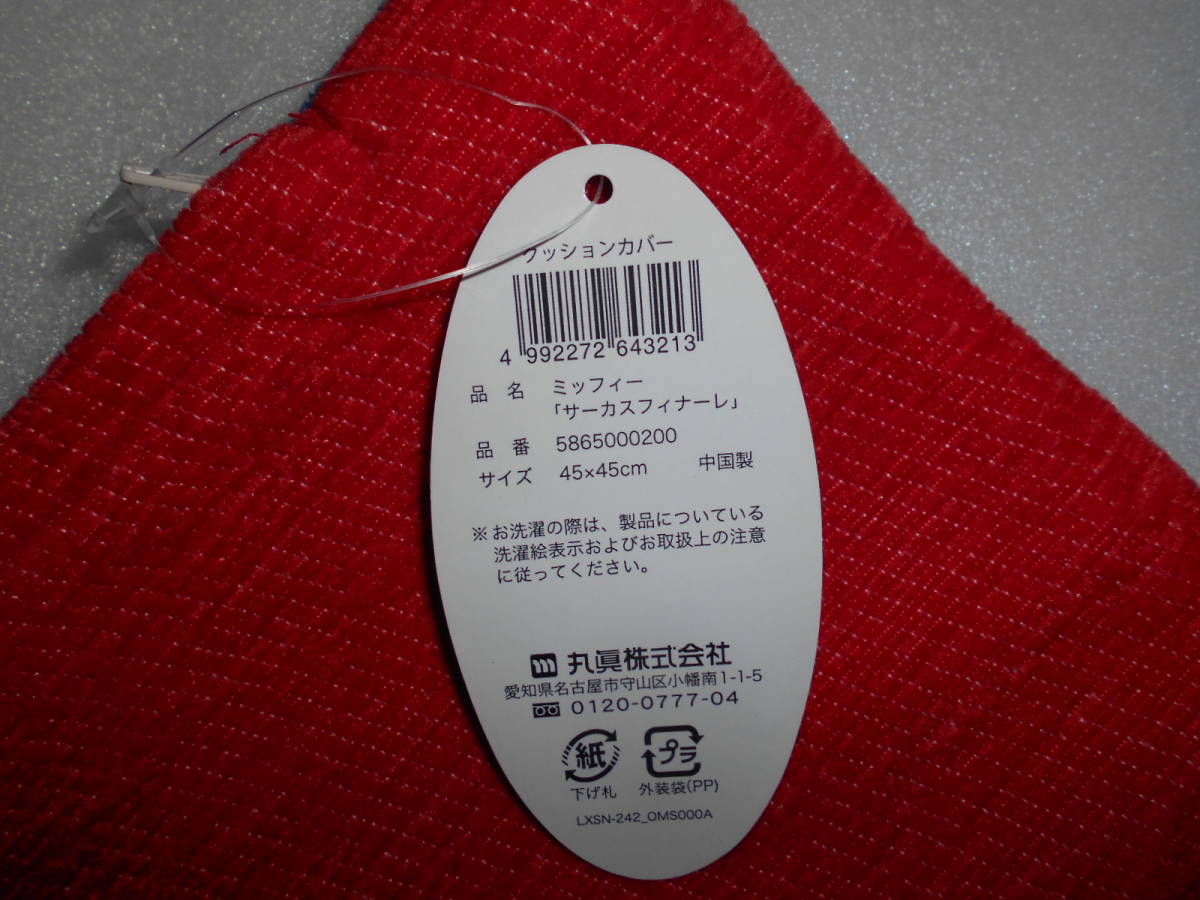 クッションカバー
4 992272 643213
品 名 ミッフィー
「サーカスフィナーレ」
品 番 5865000200
サイズ 45×45cm 中国製
※お洗濯の際は、製品についている
洗濯絵表示およびお取扱上の注意
に従ってください。
m 丸眞株式会社
愛知県名古屋市守山区小幡南1-1-5
0120-0777-04
紙 プラ
下げ札 外装袋(PP)
LXSN-242_OMS000A